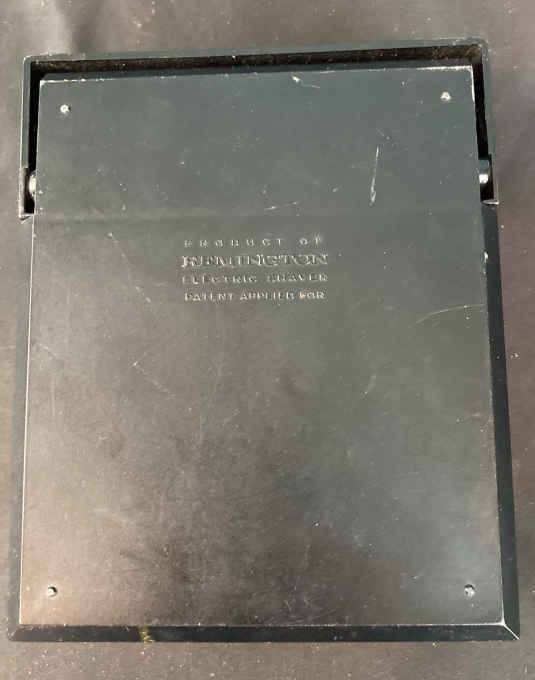 PRODUCT OF
REMINGTON
ELECTRIC SHAVER
PATENT APPLIED FOR